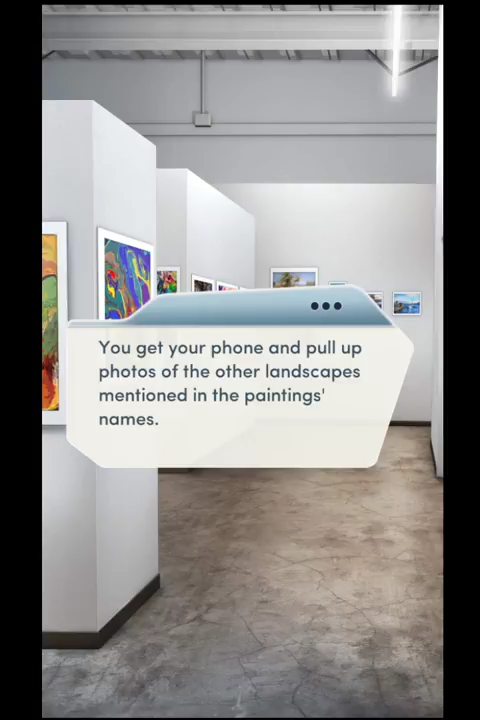 You get your phone and pull up
photos of the other landscapes
mentioned in the paintings'
names.